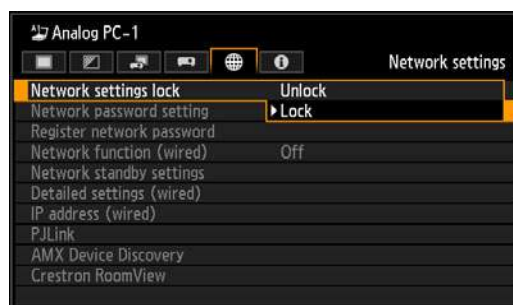 Analog PC-1
Network settings
Network settings lock Unlock
Network password setting Lock
Register network password
Network function (wired) Off
Network standby settings
Detailed settings (wired)
IP address (wired)
PJLink
AMX Device Discovery
Crestron RoomView